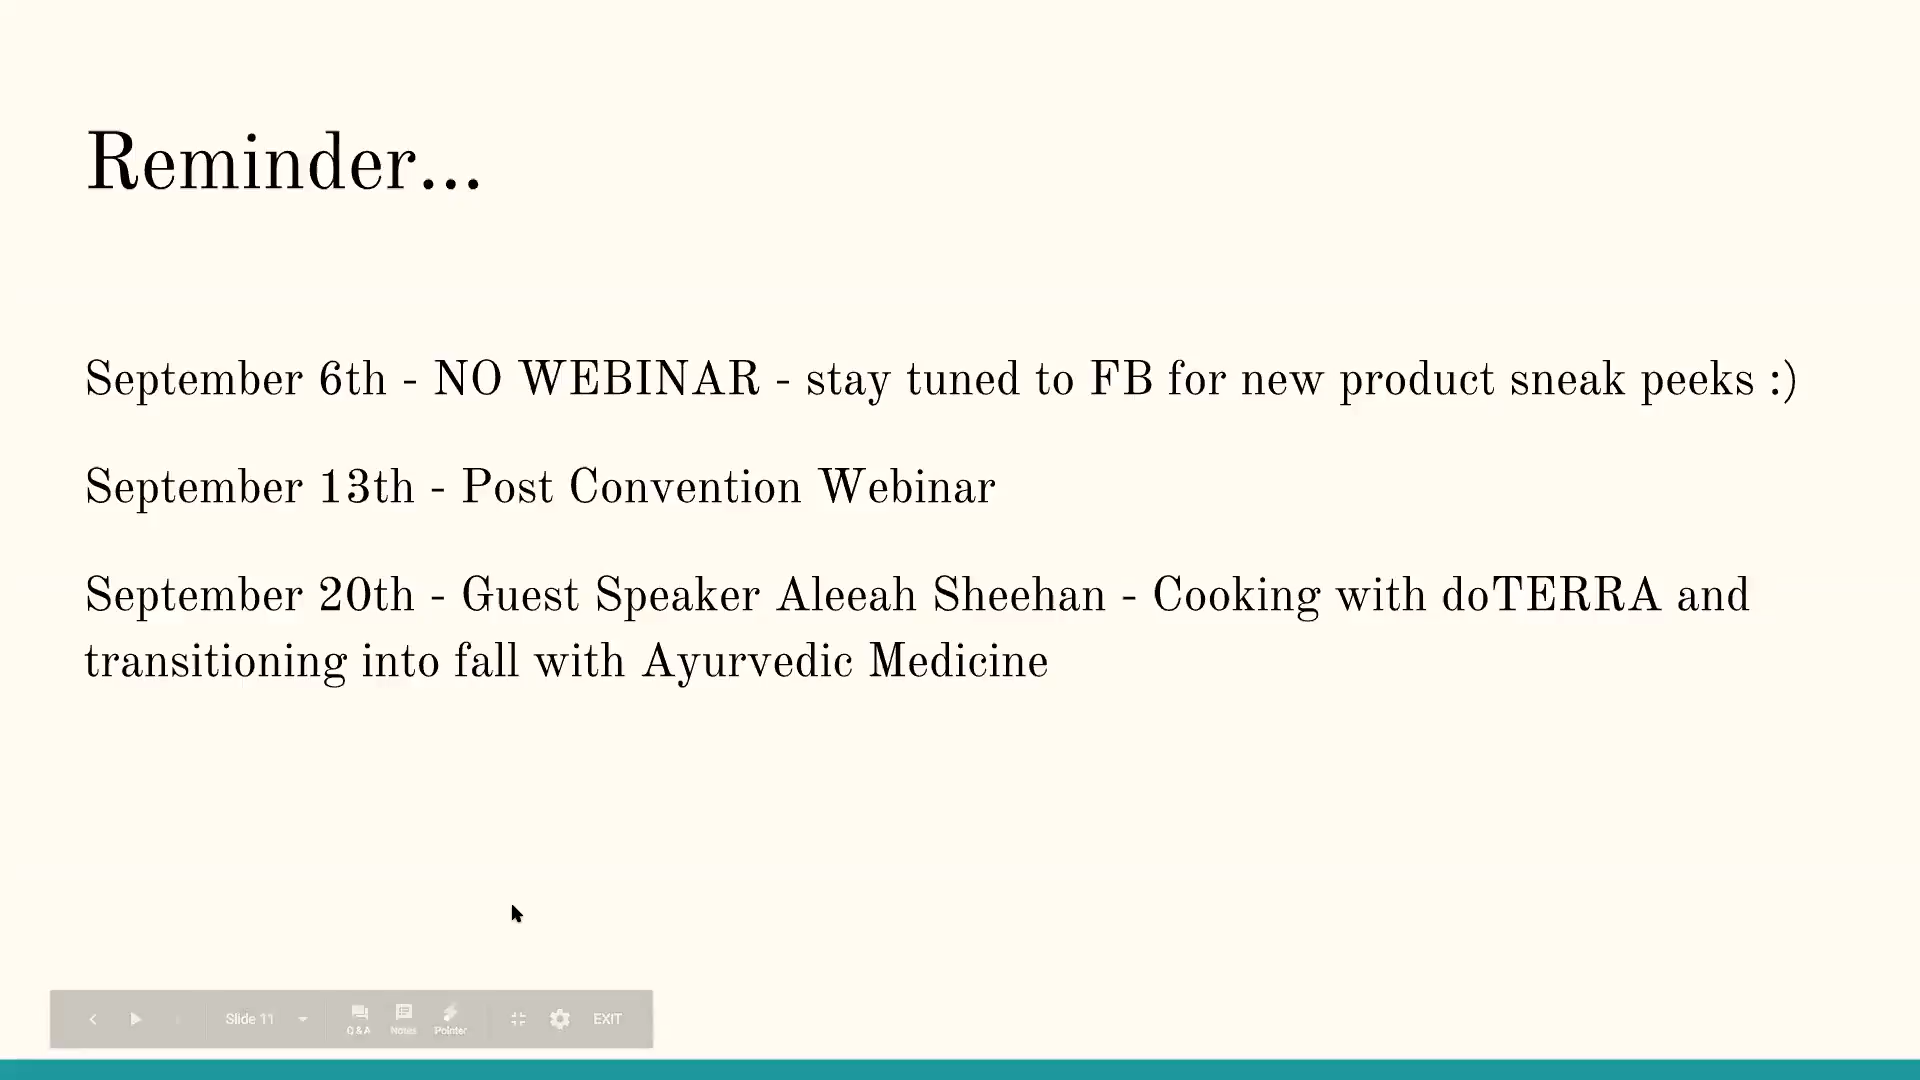 Reminder...
September 6th - NO WEBINAR - stay tuned to FB for new product sneak peeks :)
September 13th - Post Convention Webinar
September 20th - Guest Speaker Aleeah Sheehan - Cooking with doTERRA and
transitioning into fall with Ayurvedic Medicine
Slide 11
Q & A Notes Pointer
EXIT